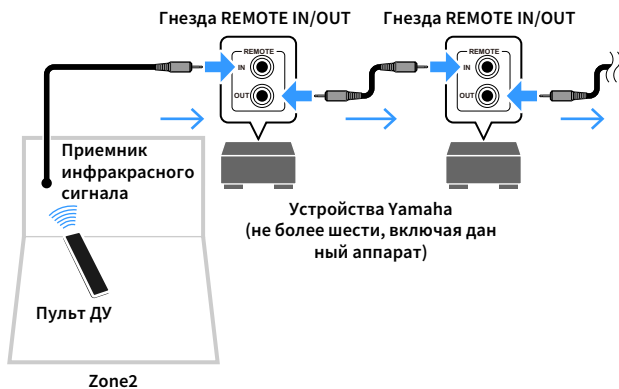 Гнезда REMOTE IN/OUT
Гнезда REMOTE IN/OUT
REMOTE
IN
OUT
REMOTE
IN
OUT
Приемник
инфракрасного
сигнала
Устройства Yamaha
(не более шести, включая дан
ный аппарат)
Пульт ДУ
Zone2